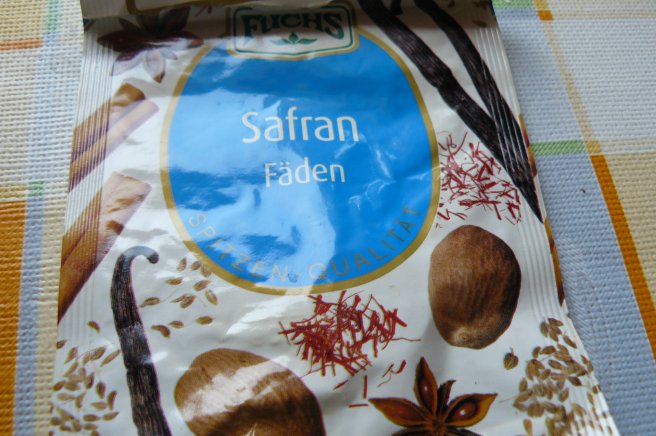 FUCHS
Safran
Fäden
SPITZEN-QUALITÄT